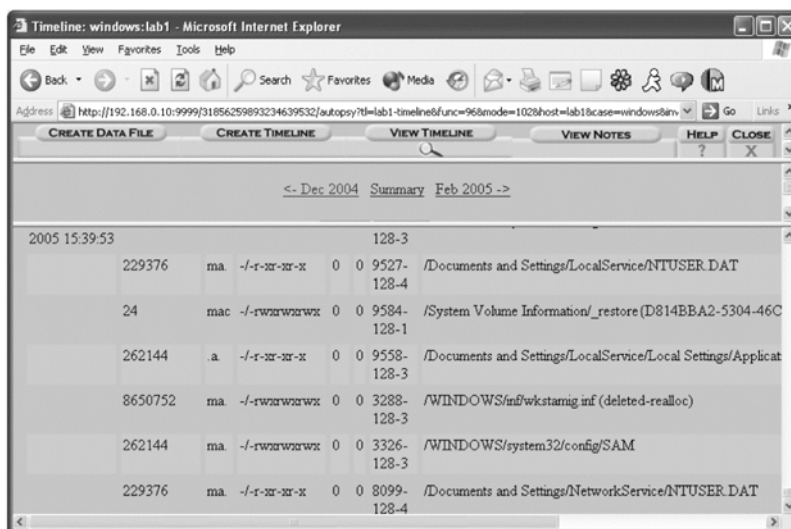 Timeline: windows:lab1 - Microsoft Internet Explorer
File Edit View Favorites Tools Help
Back Search Favorites Media
Address http://192.168.0.10:9999/31856259893234639532/autopsy?tl=lab1-timeline&func=96&mode=102&host=lab1&case=windows&inv Go Links
CREATE DATA FILE CREATE TIMELINE VIEW TIMELINE VIEW NOTES HELP CLOSE
? X
<- Dec 2004 Summary Feb 2005 ->
2005 15:39:53 128-3
229376 ma. -/-r-xr-xr-x 0 0 9527-128-4 /Documents and Settings/LocalService/NTUSER.DAT
24 mac -/-rwxrwxrwx 0 0 9584-128-1 /System Volume Information/_restore(D814BBA2-5304-46C
262144 .a. -/-r-xr-xr-x 0 0 9558-128-3 /Documents and Settings/LocalService/Local Settings/Applicat
8650752 ma. -/-rwxrwxrwx 0 0 3288-128-3 /WINDOWS/inf/wkstamig.inf (deleted-realloc)
262144 ma. -/-rwxrwxrwx 0 0 3326-128-3 /WINDOWS/system32/config/SAM
229376 ma. -/-r-xr-xr-x 0 0 8099-128-4 /Documents and Settings/NetworkService/NTUSER.DAT